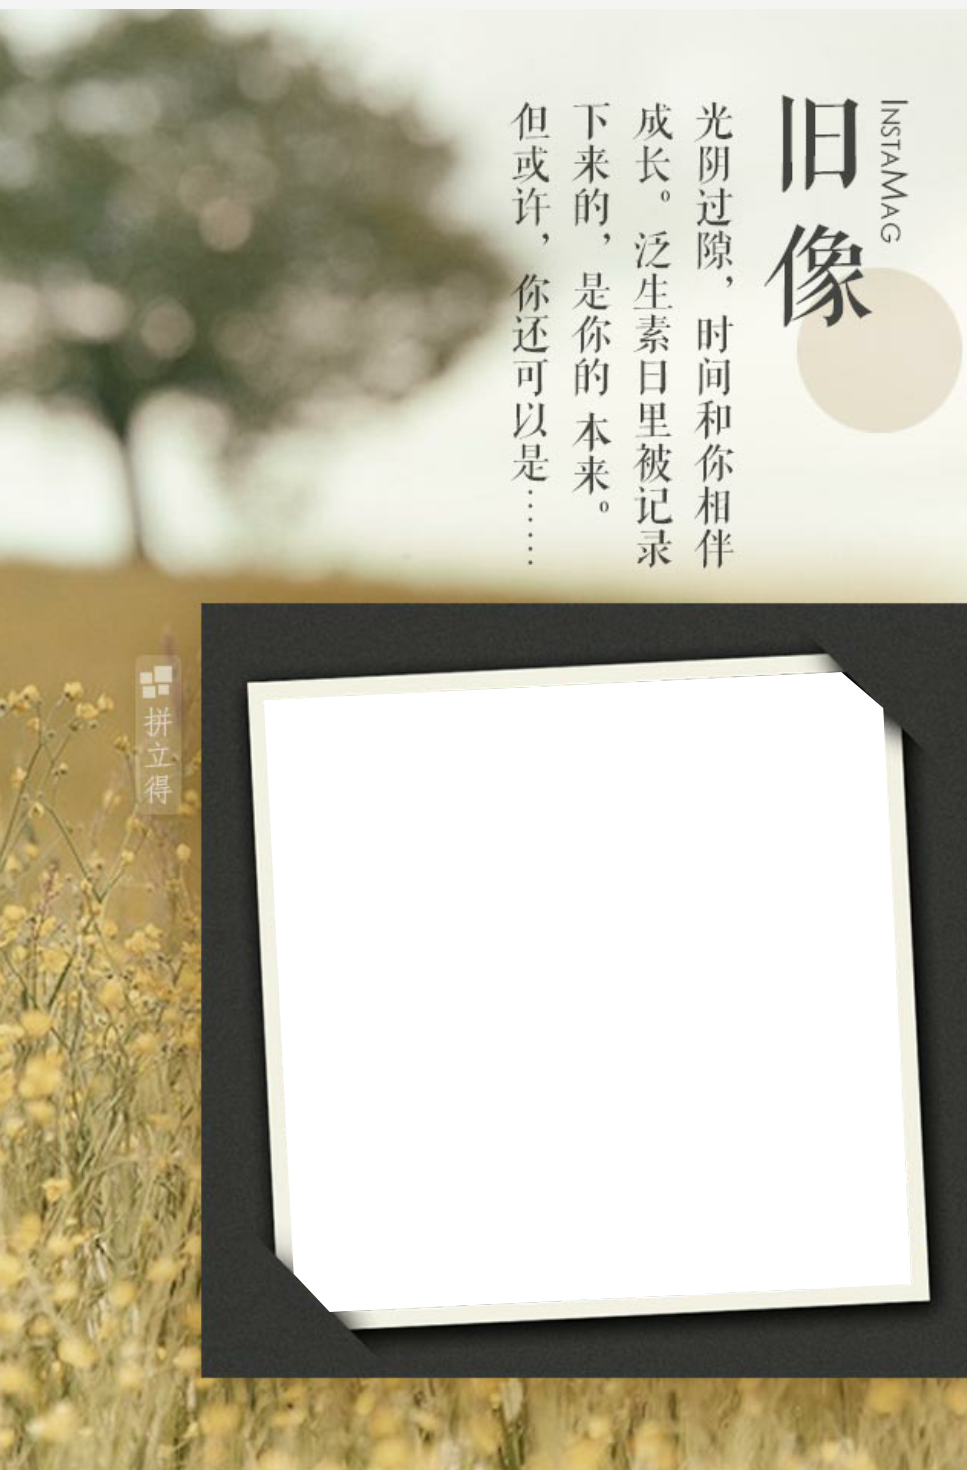 INSTAMAG
旧像
光阴过隙，时间和你相伴
成长。泛生素日里被记录
下来的，是你的 本来。
但或许，你还可以是……
拼立得